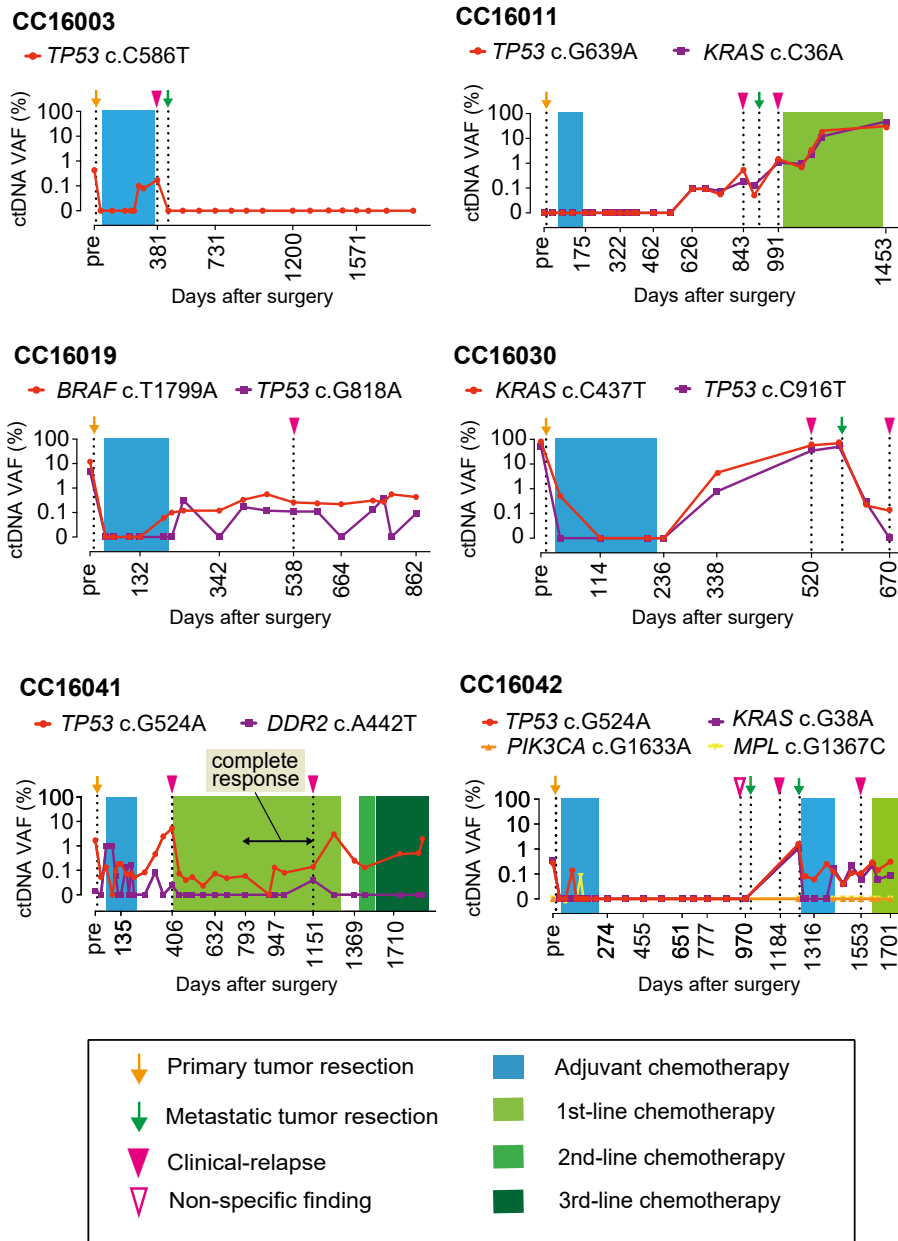 CC16003
TP53 c.C586T
ctDNA VAF (%)
100
10
1
0.1
0
pre
381
731
1200
1571
Days after surgery
CC16011
TP53 c.G639A KRAS c.C36A
ctDNA VAF (%)
100
10
1
0.1
0
pre
175
322
462
626
843
991
1453
Days after surgery
CC16019
BRAF c.T1799A TP53 c.G818A
ctDNA VAF (%)
100
10
1
0.1
0
pre
132
342
538
664
862
Days after surgery
CC16030
KRAS c.C437T TP53 c.C916T
ctDNA VAF (%)
100
10
1
0.1
0
pre
114
236
338
520
670
Days after surgery
CC16041
TP53 c.G524A DDR2 c.A442T
complete
response
ctDNA VAF (%)
100
10
1
0.1
0
pre
135
406
632
793
947
1151
1369
1710
Days after surgery
CC16042
TP53 c.G524A KRAS c.G38A
PIK3CA c.G1633A MPL c.G1367C
ctDNA VAF (%)
100
10
1
0.1
0
pre
274
455
651
777
970
1184
1316
1553
1701
Days after surgery
Primary tumor resection
Metastatic tumor resection
Clinical-relapse
Non-specific finding
Adjuvant chemotherapy
1st-line chemotherapy
2nd-line chemotherapy
3rd-line chemotherapy